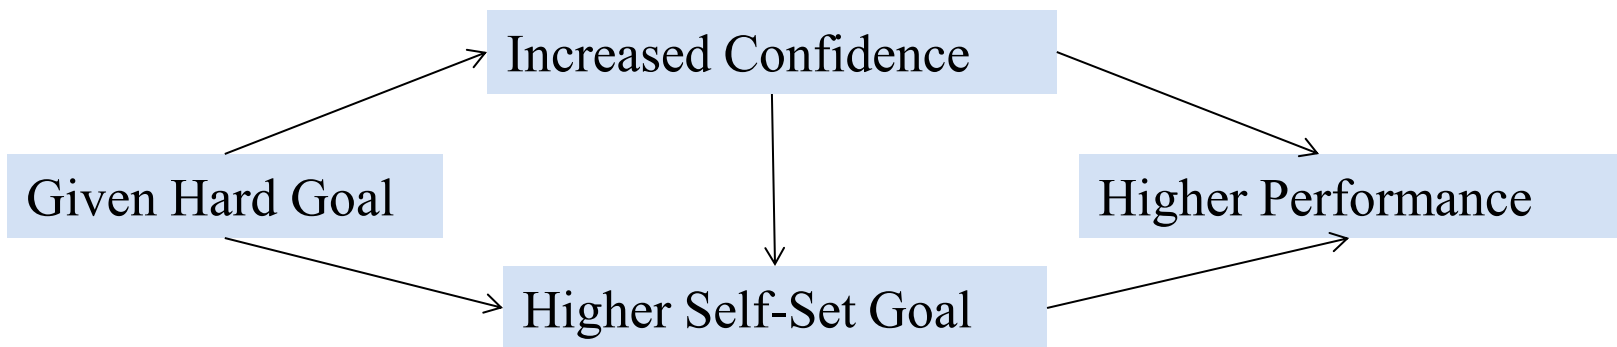 Increased Confidence
Given Hard Goal
Higher Performance
Higher Self-Set Goal